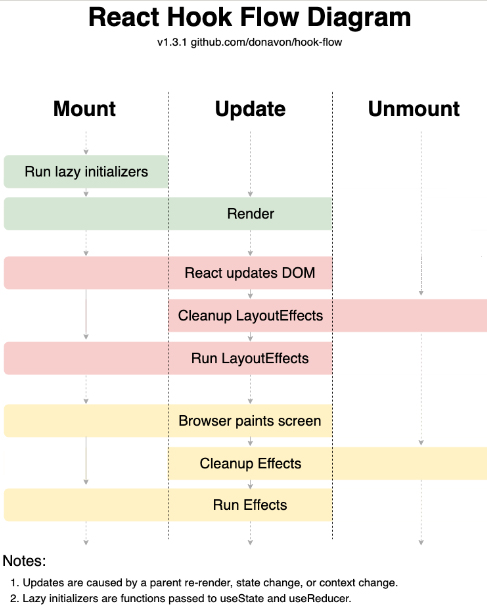 React Hook Flow Diagram
v1.3.1 github.com/donavon/hook-flow
Mount Update Unmount
Run lazy initializers
Render
React updates DOM
Cleanup LayoutEffects
Run LayoutEffects
Browser paints screen
Cleanup Effects
Run Effects
Notes:
1. Updates are caused by a parent re-render, state change, or context change.
2. Lazy initializers are functions passed to useState and useReducer.